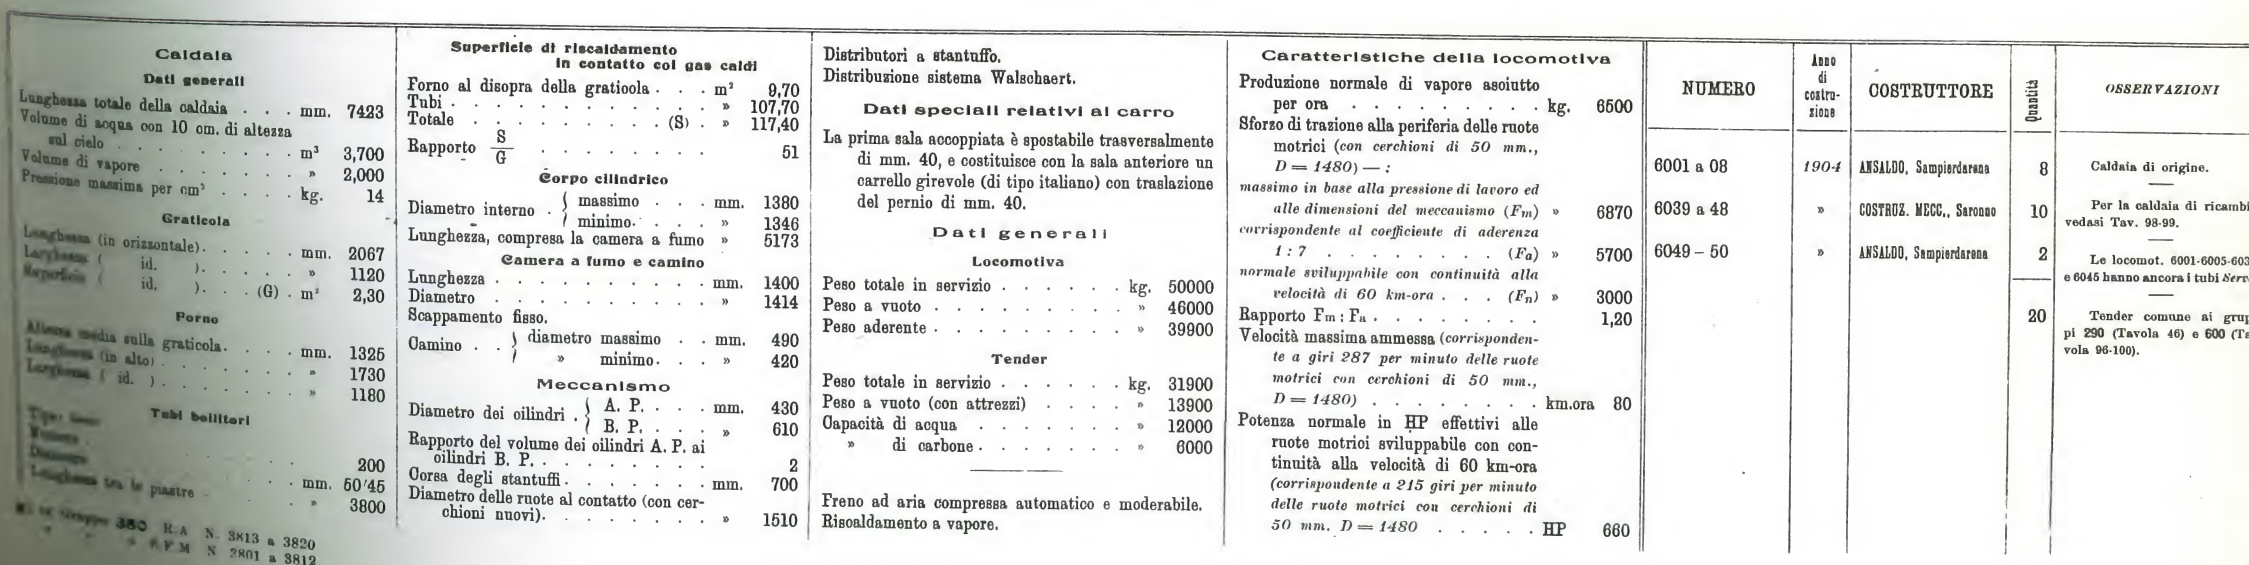 Caldaia
Dati generali
Lunghezza totale della caldaia . . . mm. 7423
Volume di acqua con 10 cm. di altezza
sul cielo . . . . . . . . . m³ 3,700
Volume di vapore . . . . . . . » 2,000
Pressione massima per cm² . . . . kg. 14
Graticola
Lunghezza (in orizzontale). . . . . mm. 2067
Larghezza ( id. ). . . . . » 1120
Superficie ( id. ). . . . (G) . m² 2,30
Forno
Altezza media sulla graticola. . . . mm. 1325
Lunghezza (in alto) . . . . . . » 1730
Larghezza ( id. ) . . . . . . » 1180
Tubi bollitori
Numero . . . 200
mm. 50/45
Lunghezza tra le piastre . . . » 3800
Gruppo 380 R.A N. 3813 a 3820
» » R.F.M N 2801 a 3812
Superficie di riscaldamento
in contatto coi gas caldi
Forno al disopra della graticola . . . m² 9,70
Tubi . . . . . . . . . . . . » 107,70
Totale . . . . . . . . . (S) . » 117,40
Rapporto S/G . . . . . . . . 51
Corpo cilindrico
Diametro interno . { massimo . . . mm. 1380
minimo. . . . » 1346
Lunghezza, compresa la camera a fumo » 5173
Camera a fumo e camino
Lunghezza . . . . . . . . . . mm. 1400
Diametro . . . . . . . . . . . » 1414
Scappamento fisso.
Camino . . { diametro massimo . . mm. 490
» minimo. . . » 420
Meccanismo
Diametro dei cilindri . { A. P. . . . mm. 430
B. P. . . . . » 610
Rapporto del volume dei cilindri A. P. ai
cilindri B. P. . . . . . . . . 2
Corsa degli stantuffi . . . . . . . mm. 700
Diametro delle ruote al contatto (con cer-
chioni nuovi). . . . . . . . . » 1510
Distributori a stantuffo.
Distribuzione sistema Walschaert.
Dati speciali relativi al carro
La prima sala accoppiata è spostabile trasversalmente
di mm. 40, e costituisce con la sala anteriore un
carrello girevole (di tipo italiano) con traslazione
del pernio di mm. 40.
Dati generali
Locomotiva
Peso totale in servizio . . . . . . kg. 50000
Peso a vuoto . . . . . . . . . » 46000
Peso aderente . . . . . . . . . » 39900
Tender
Peso totale in servizio . . . . . . kg. 31900
Peso a vuoto (con attrezzi) . . . . » 13900
Capacità di acqua . . . . . . . » 12000
» di carbone . . . . . . » 6000
Freno ad aria compressa automatico e moderabile.
Riscaldamento a vapore.
Caratteristiche della locomotiva
Produzione normale di vapore asciutto
per ora . . . . . . . . . kg. 6500
Sforzo di trazione alla periferia delle ruote
motrici (con cerchioni di 50 mm.,
D = 1480) — :
massimo in base alla pressione di lavoro ed
alle dimensioni del meccanismo (Fm) » 6870
corrispondente al coefficiente di aderenza
1 : 7 . . . . . . . . (Fa) » 5700
normale sviluppabile con continuità alla
velocità di 60 km-ora . . . (Fn) » 3000
Rapporto Fm : Fa . . . . . . . . 1,20
Velocità massima ammessa (corrisponden-
te a giri 287 per minuto delle ruote
motrici con cerchioni di 50 mm.,
D = 1480) . . . . . . . . km.ora 80
Potenza normale in HP effettivi alle
ruote motrici sviluppabile con con-
tinuità alla velocità di 60 km-ora
(corrispondente a 215 giri per minuto
delle ruote motrici con cerchioni di
50 mm. D = 1480 . . . . . HP 660
NUMERO
Anno
di
costru-
zione
COSTRUTTORE
Quantità
OSSERVAZIONI
6001 a 08 1904 ANSALDO, Sampierdarena 8
6039 a 48 » COSTRUZ. MECC., Saronno 10
6049 – 50 » ANSALDO, Sampierdarena 2
20
Caldaia di origine.
Per la caldaia di ricambi
vedasi Tav. 98-99.
Le locomot. 6001-6005-603
e 6045 hanno ancora i tubi Serv
Tender comune ai grup
pi 290 (Tavola 46) e 600 (Ta
vola 96-100).